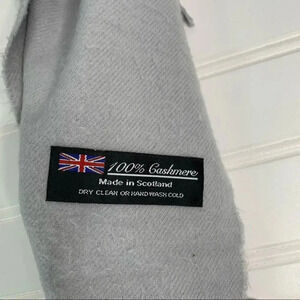 100% Cashmere
Made in Scotland
DRY CLEAN OR HAND WASH COLD